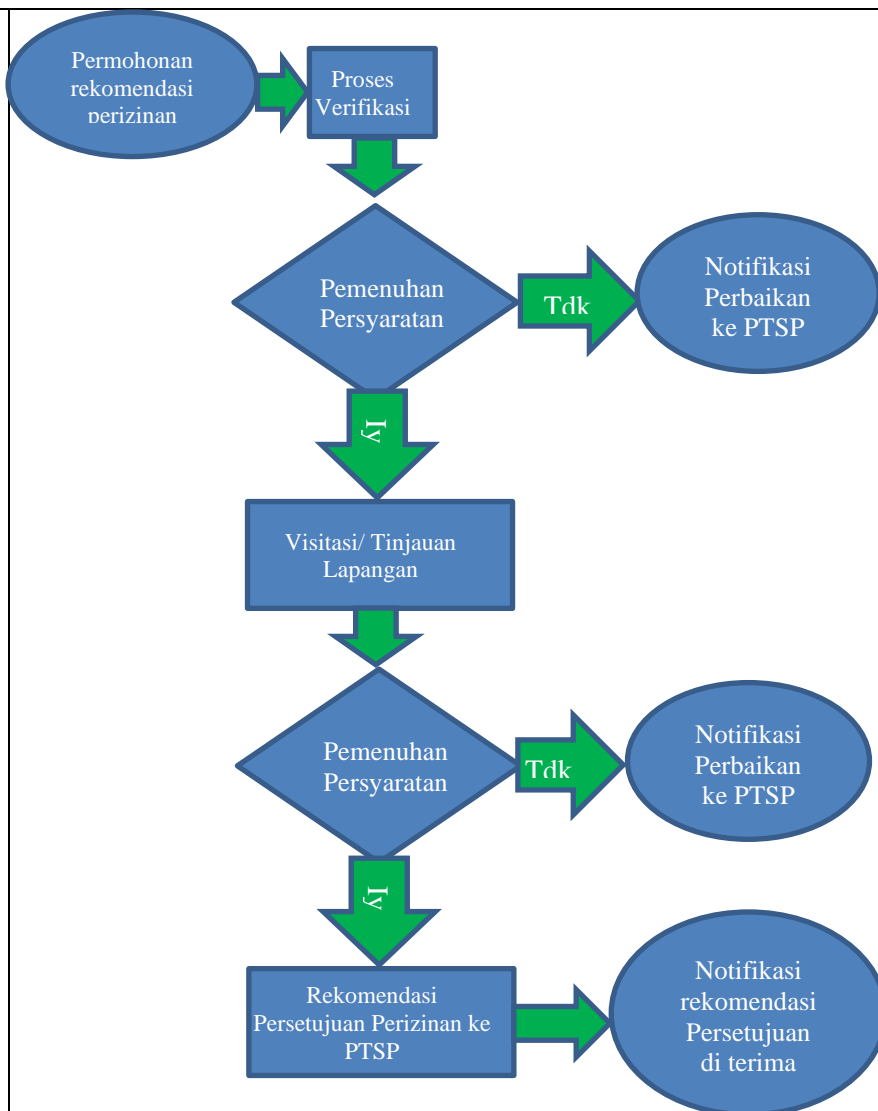 Permohonan
rekomendasi
perizinan
Proses
Verifikasi
Pemenuhan
Persyaratan
Tdk
Notifikasi
Perbaikan
ke PTSP
Iy
Visitasi/ Tinjauan
Lapangan
Pemenuhan
Persyaratan
Tdk
Notifikasi
Perbaikan
ke PTSP
Iy
Rekomendasi
Persetujuan Perizinan ke
PTSP
Notifikasi
rekomendasi
Persetujuan
di terima